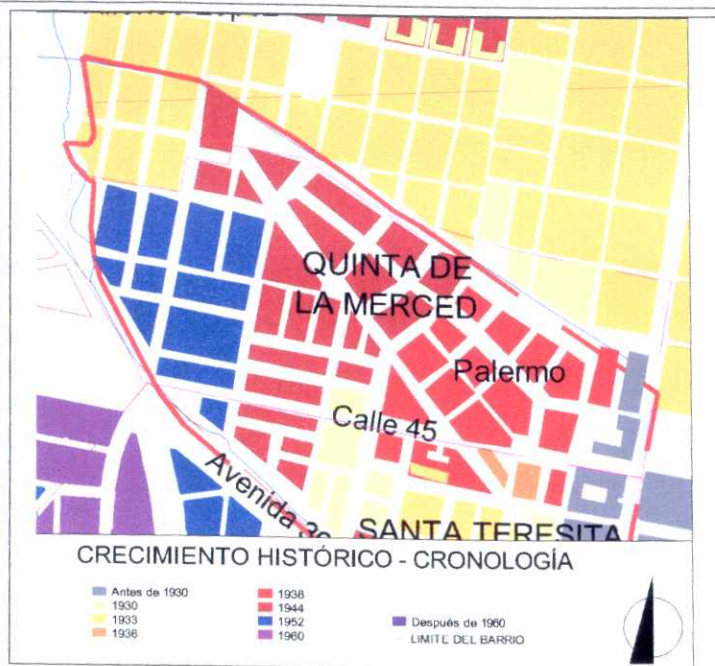 QUINTA DE
LA MERCED
Palermo
Calle 45
Avenida
SANTA TERESITA
CRECIMIENTO HISTÓRICO - CRONOLOGÍA
Antes de 1930
1930
1933
1936
1938
1944
1952
1960
Después de 1960
LIMITE DEL BARRIO